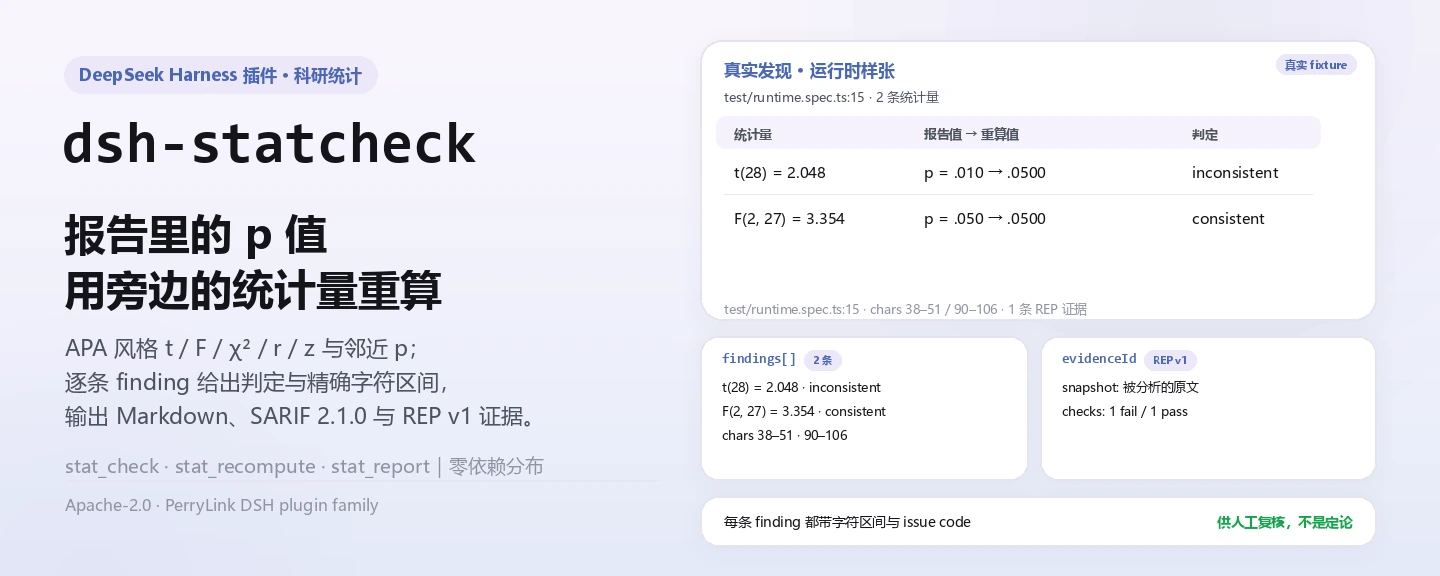 DeepSeek Harness 插件 · 科研统计
dsh-statcheck
报告里的 p 值
用旁边的统计量重算
APA 风格 t / F / χ² / r / z 与邻近 p；
逐条 finding 给出判定与精确字符区间，
输出 Markdown、SARIF 2.1.0 与 REP v1 证据。
stat_check · stat_recompute · stat_report | 零依赖分布
Apache-2.0 · PerryLink DSH plugin family
真实发现 · 运行时样张
真实 fixture
test/runtime.spec.ts:15 · 2 条统计量
统计量 报告值 → 重算值 判定
t(28) = 2.048 p = .010 → .0500 inconsistent
F(2, 27) = 3.354 p = .050 → .0500 consistent
test/runtime.spec.ts:15 · chars 38–51 / 90–106 · 1 条 REP 证据
findings[] 2 条
t(28) = 2.048 · inconsistent
F(2, 27) = 3.354 · consistent
chars 38–51 · 90–106
evidenceId REP v1
snapshot: 被分析的原文
checks: 1 fail / 1 pass
每条 finding 都带字符区间与 issue code
供人工复核，不是定论